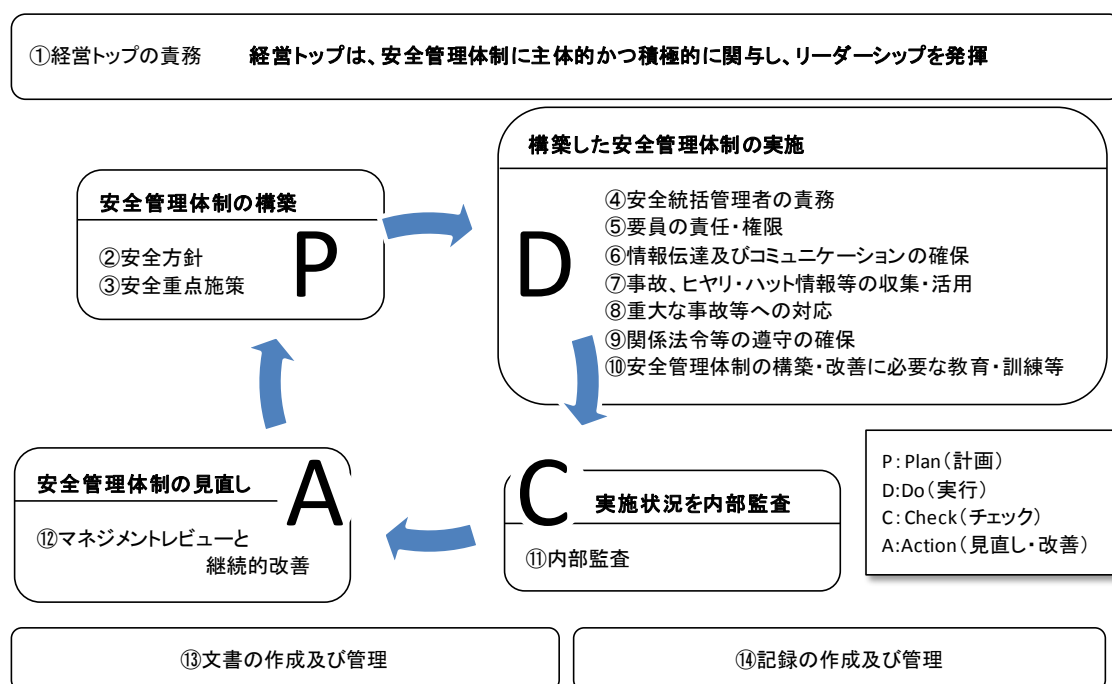 ①経営トップの責務 経営トップは、安全管理体制に主体的かつ積極的に関与し、リーダーシップを発揮
安全管理体制の構築
P
②安全方針
③安全重点施策
構築した安全管理体制の実施
D
④安全統括管理者の責務
⑤要員の責任・権限
⑥情報伝達及びコミュニケーションの確保
⑦事故、ヒヤリ・ハット情報等の収集・活用
⑧重大な事故等への対応
⑨関係法令等の遵守の確保
⑩安全管理体制の構築・改善に必要な教育・訓練等
C
実施状況を内部監査
⑪内部監査
安全管理体制の見直し
A
⑫マネジメントレビューと
継続的改善
P:Plan(計画)
D:Do(実行)
C:Check(チェック)
A:Action(見直し・改善)
⑬文書の作成及び管理
⑭記録の作成及び管理